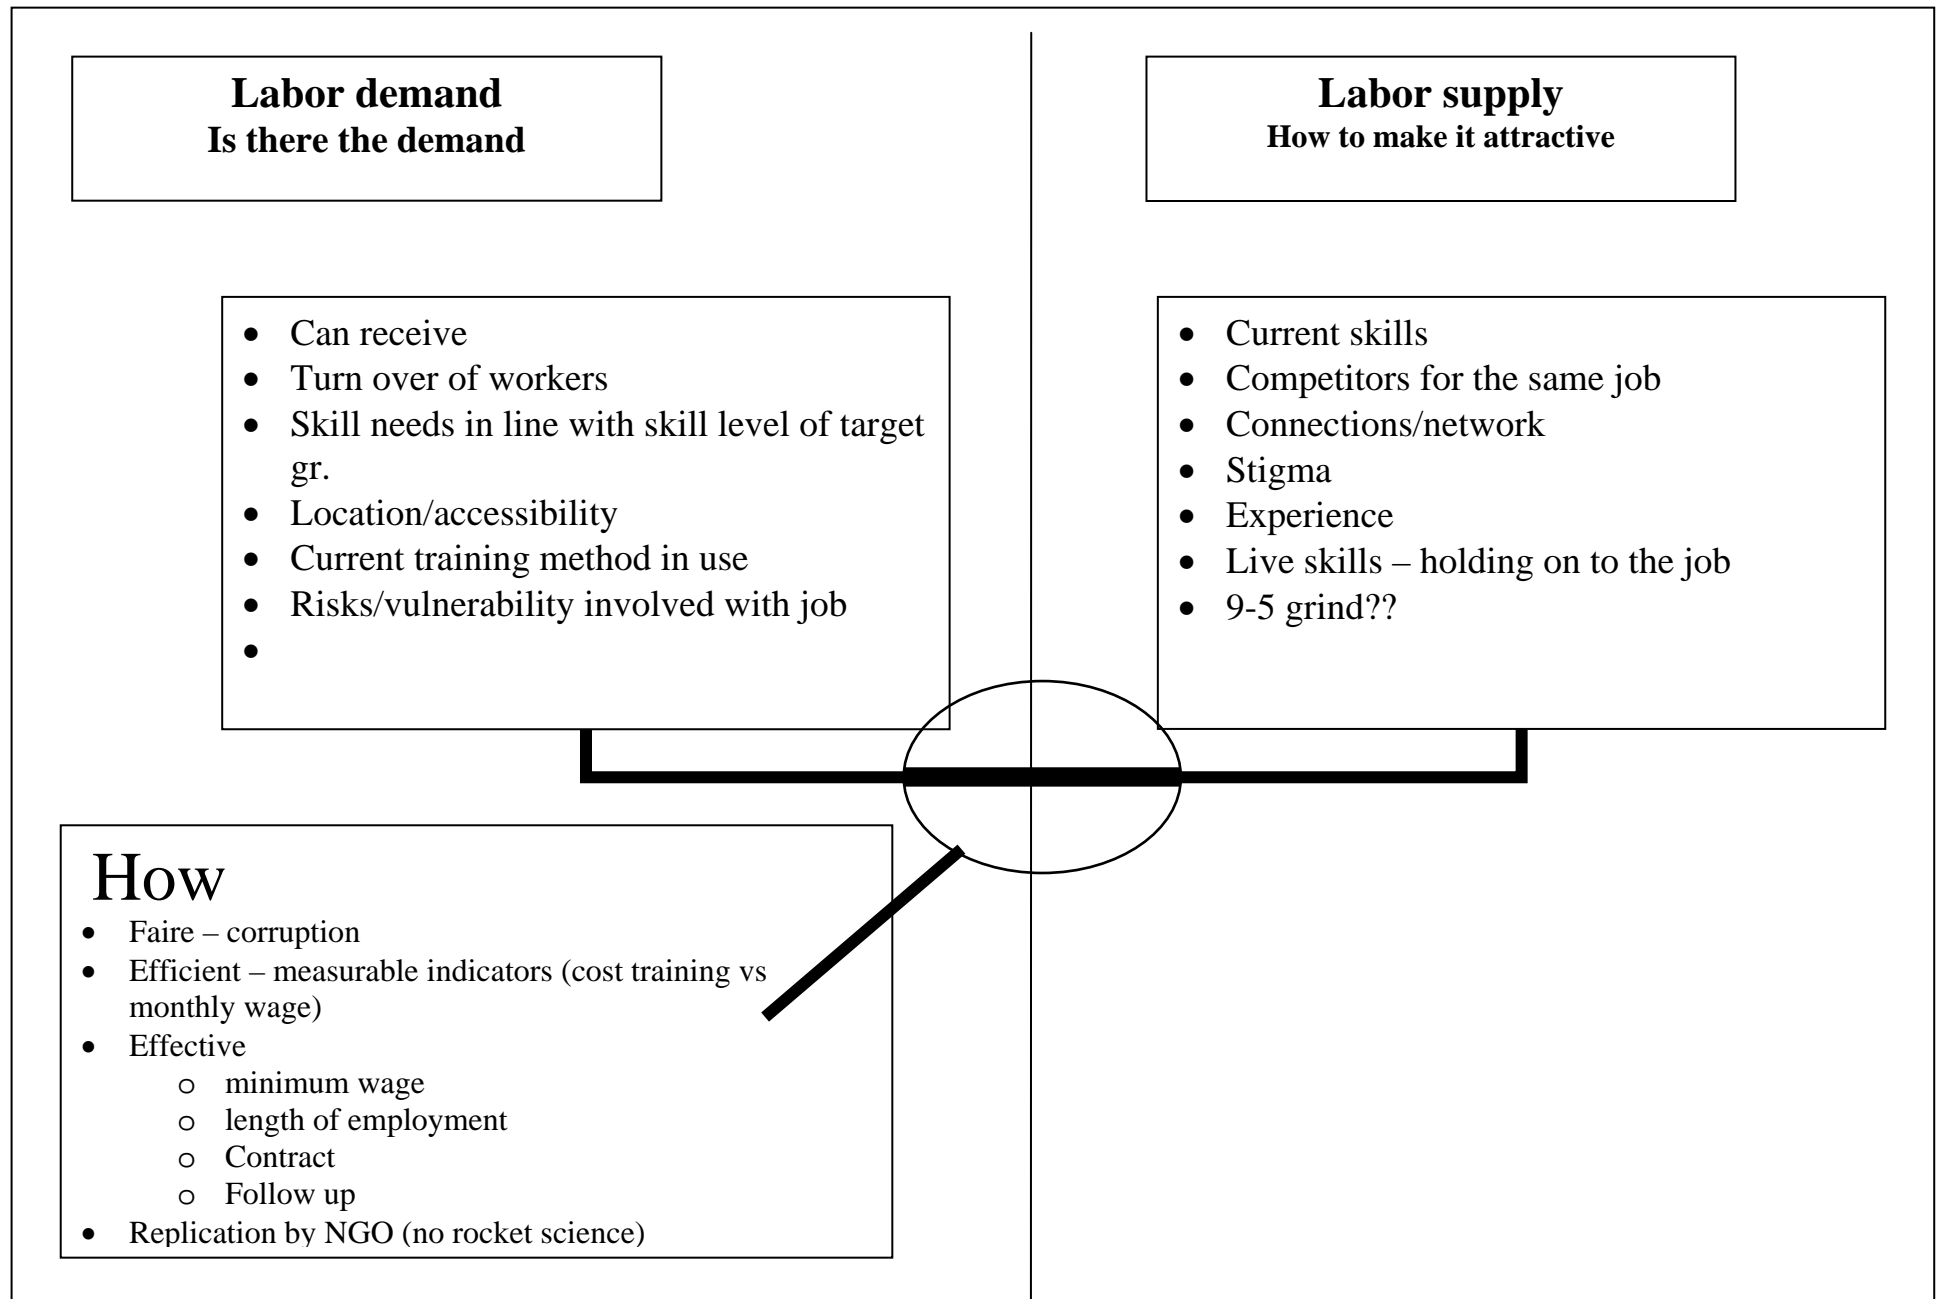 Labor demand
Is there the demand
Labor supply
How to make it attractive
• Can receive
• Turn over of workers
• Skill needs in line with skill level of target
gr.
• Location/accessibility
• Current training method in use
• Risks/vulnerability involved with job
•
• Current skills
• Competitors for the same job
• Connections/network
• Stigma
• Experience
• Live skills – holding on to the job
• 9-5 grind??
How
• Faire – corruption
• Efficient – measurable indicators (cost training vs
monthly wage)
• Effective
o minimum wage
o length of employment
o Contract
o Follow up
• Replication by NGO (no rocket science)